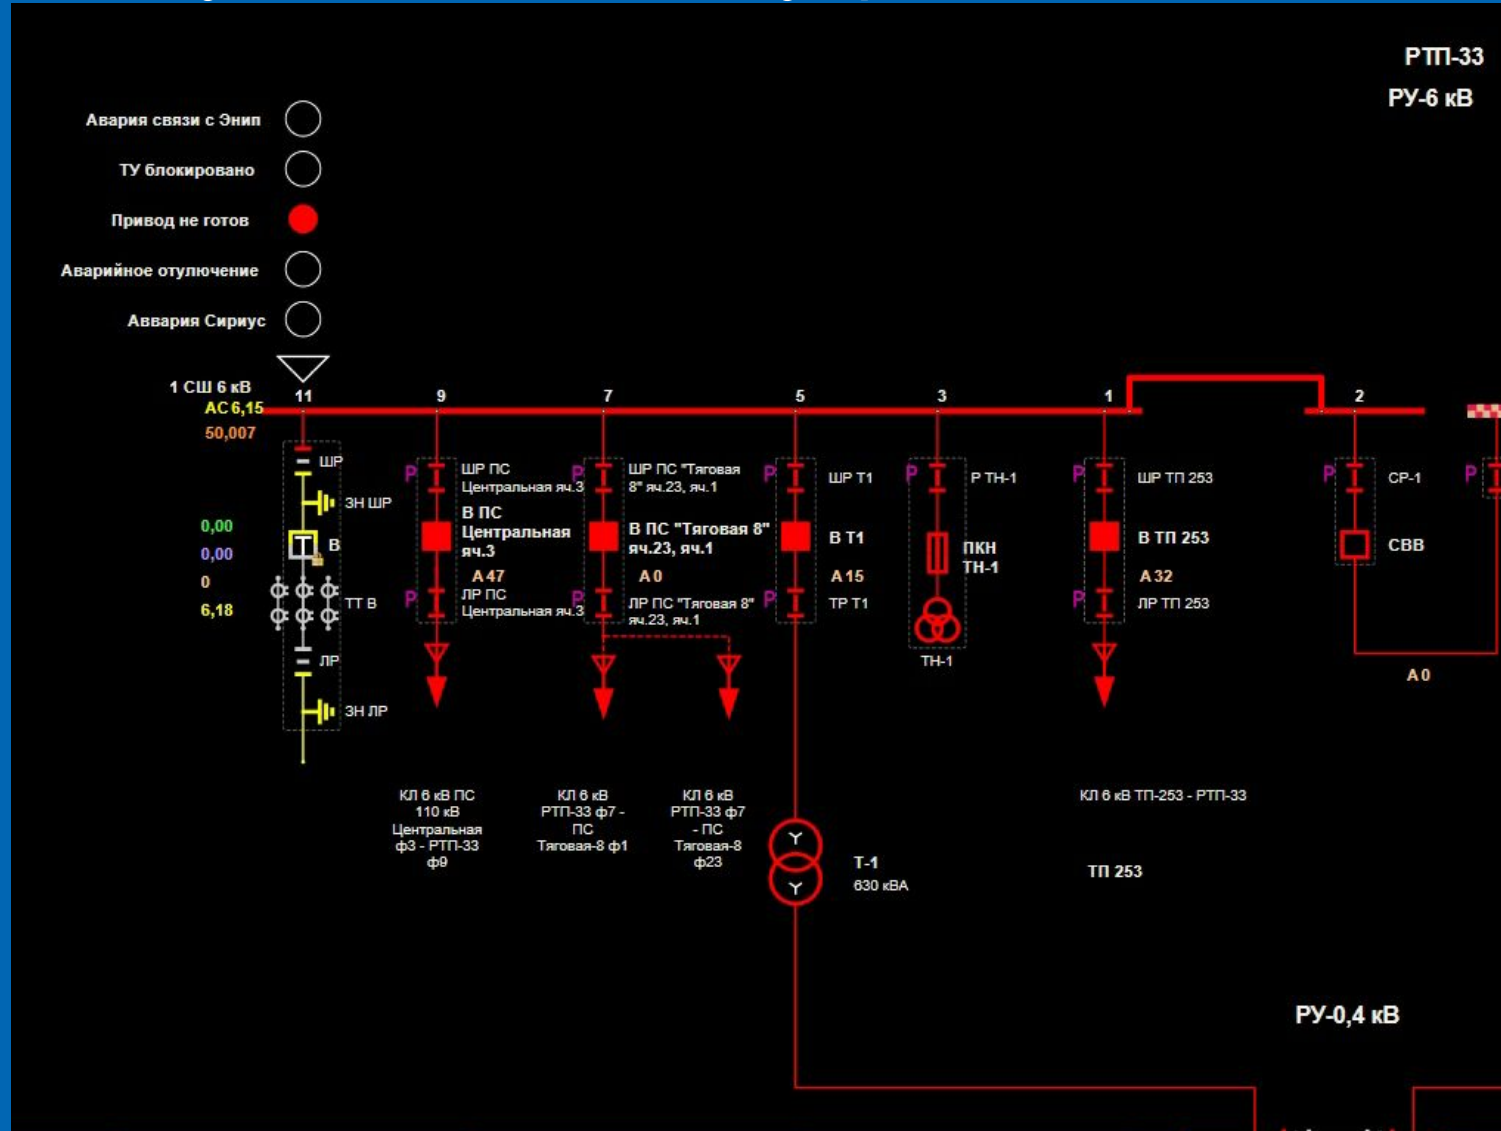 РТП-33
РУ-6 кВ
Авария связи с Энип
ТУ блокировано
Привод не готов
Аварийное отулючение
Аввария Сириус
1 СШ 6 кВ
АС 6,15
50,007
11
9
7
5
3
1
2
0,00
0,00
0
6,18
ШР
ЗН ШР
Т
В
ТТ В
ЛР
ЗН ЛР
Р
ШР ПС
Центральная яч.3
В ПС
Центральная
яч.3
А 47
Р
ЛР ПС
Центральная яч.3
Р
ШР ПС "Тяговая
8" яч.23, яч.1
В ПС "Тяговая 8"
яч.23, яч.1
А 0
Р
ЛР ПС "Тяговая 8"
яч.23, яч.1
Р
ШР Т1
В Т1
А 15
Р
ТР Т1
Р
Р ТН-1
ПКН
ТН-1
ТН-1
Р
ШР ТП 253
В ТП 253
А 32
Р
ЛР ТП 253
Р
СР-1
СВВ
Р
А 0
КЛ 6 кВ ПС
110 кВ
Центральная
ф3 - РТП-33
ф9
КЛ 6 кВ
РТП-33 ф7 -
ПС
Тяговая-8 ф1
КЛ 6 кВ
РТП-33 ф7
- ПС
Тяговая-8
ф23
Т-1
630 кВА
КЛ 6 кВ ТП-253 - РТП-33
ТП 253
РУ-0,4 кВ